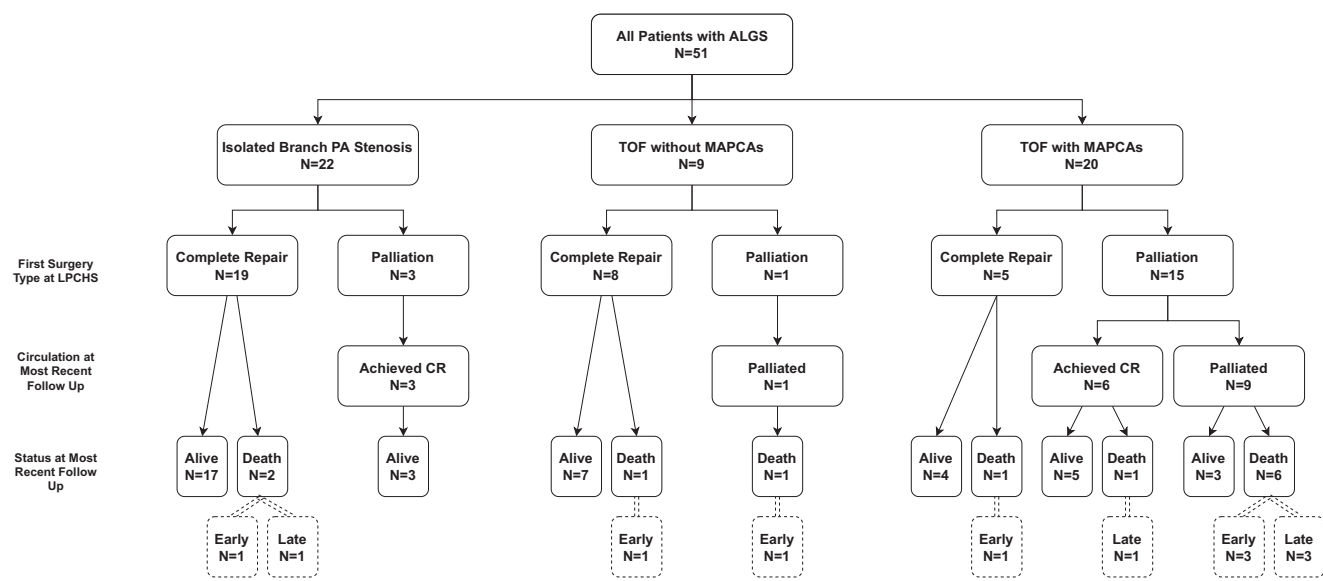 All Patients with ALGS
N=51
Isolated Branch PA Stenosis
N=22
TOF without MAPCAs
N=9
TOF with MAPCAs
N=20
First Surgery
Type at LPCHS
Complete Repair
N=19
Palliation
N=3
Complete Repair
N=8
Palliation
N=1
Complete Repair
N=5
Palliation
N=15
Circulation at
Most Recent
Follow Up
Achieved CR
N=3
Palliated
N=1
Achieved CR
N=6
Palliated
N=9
Status at Most
Recent Follow
Up
Alive
N=17
Death
N=2
Alive
N=3
Alive
N=7
Death
N=1
Death
N=1
Alive
N=4
Death
N=1
Alive
N=5
Death
N=1
Alive
N=3
Death
N=6
Early
N=1
Late
N=1
Early
N=1
Early
N=1
Early
N=1
Late
N=1
Early
N=3
Late
N=3